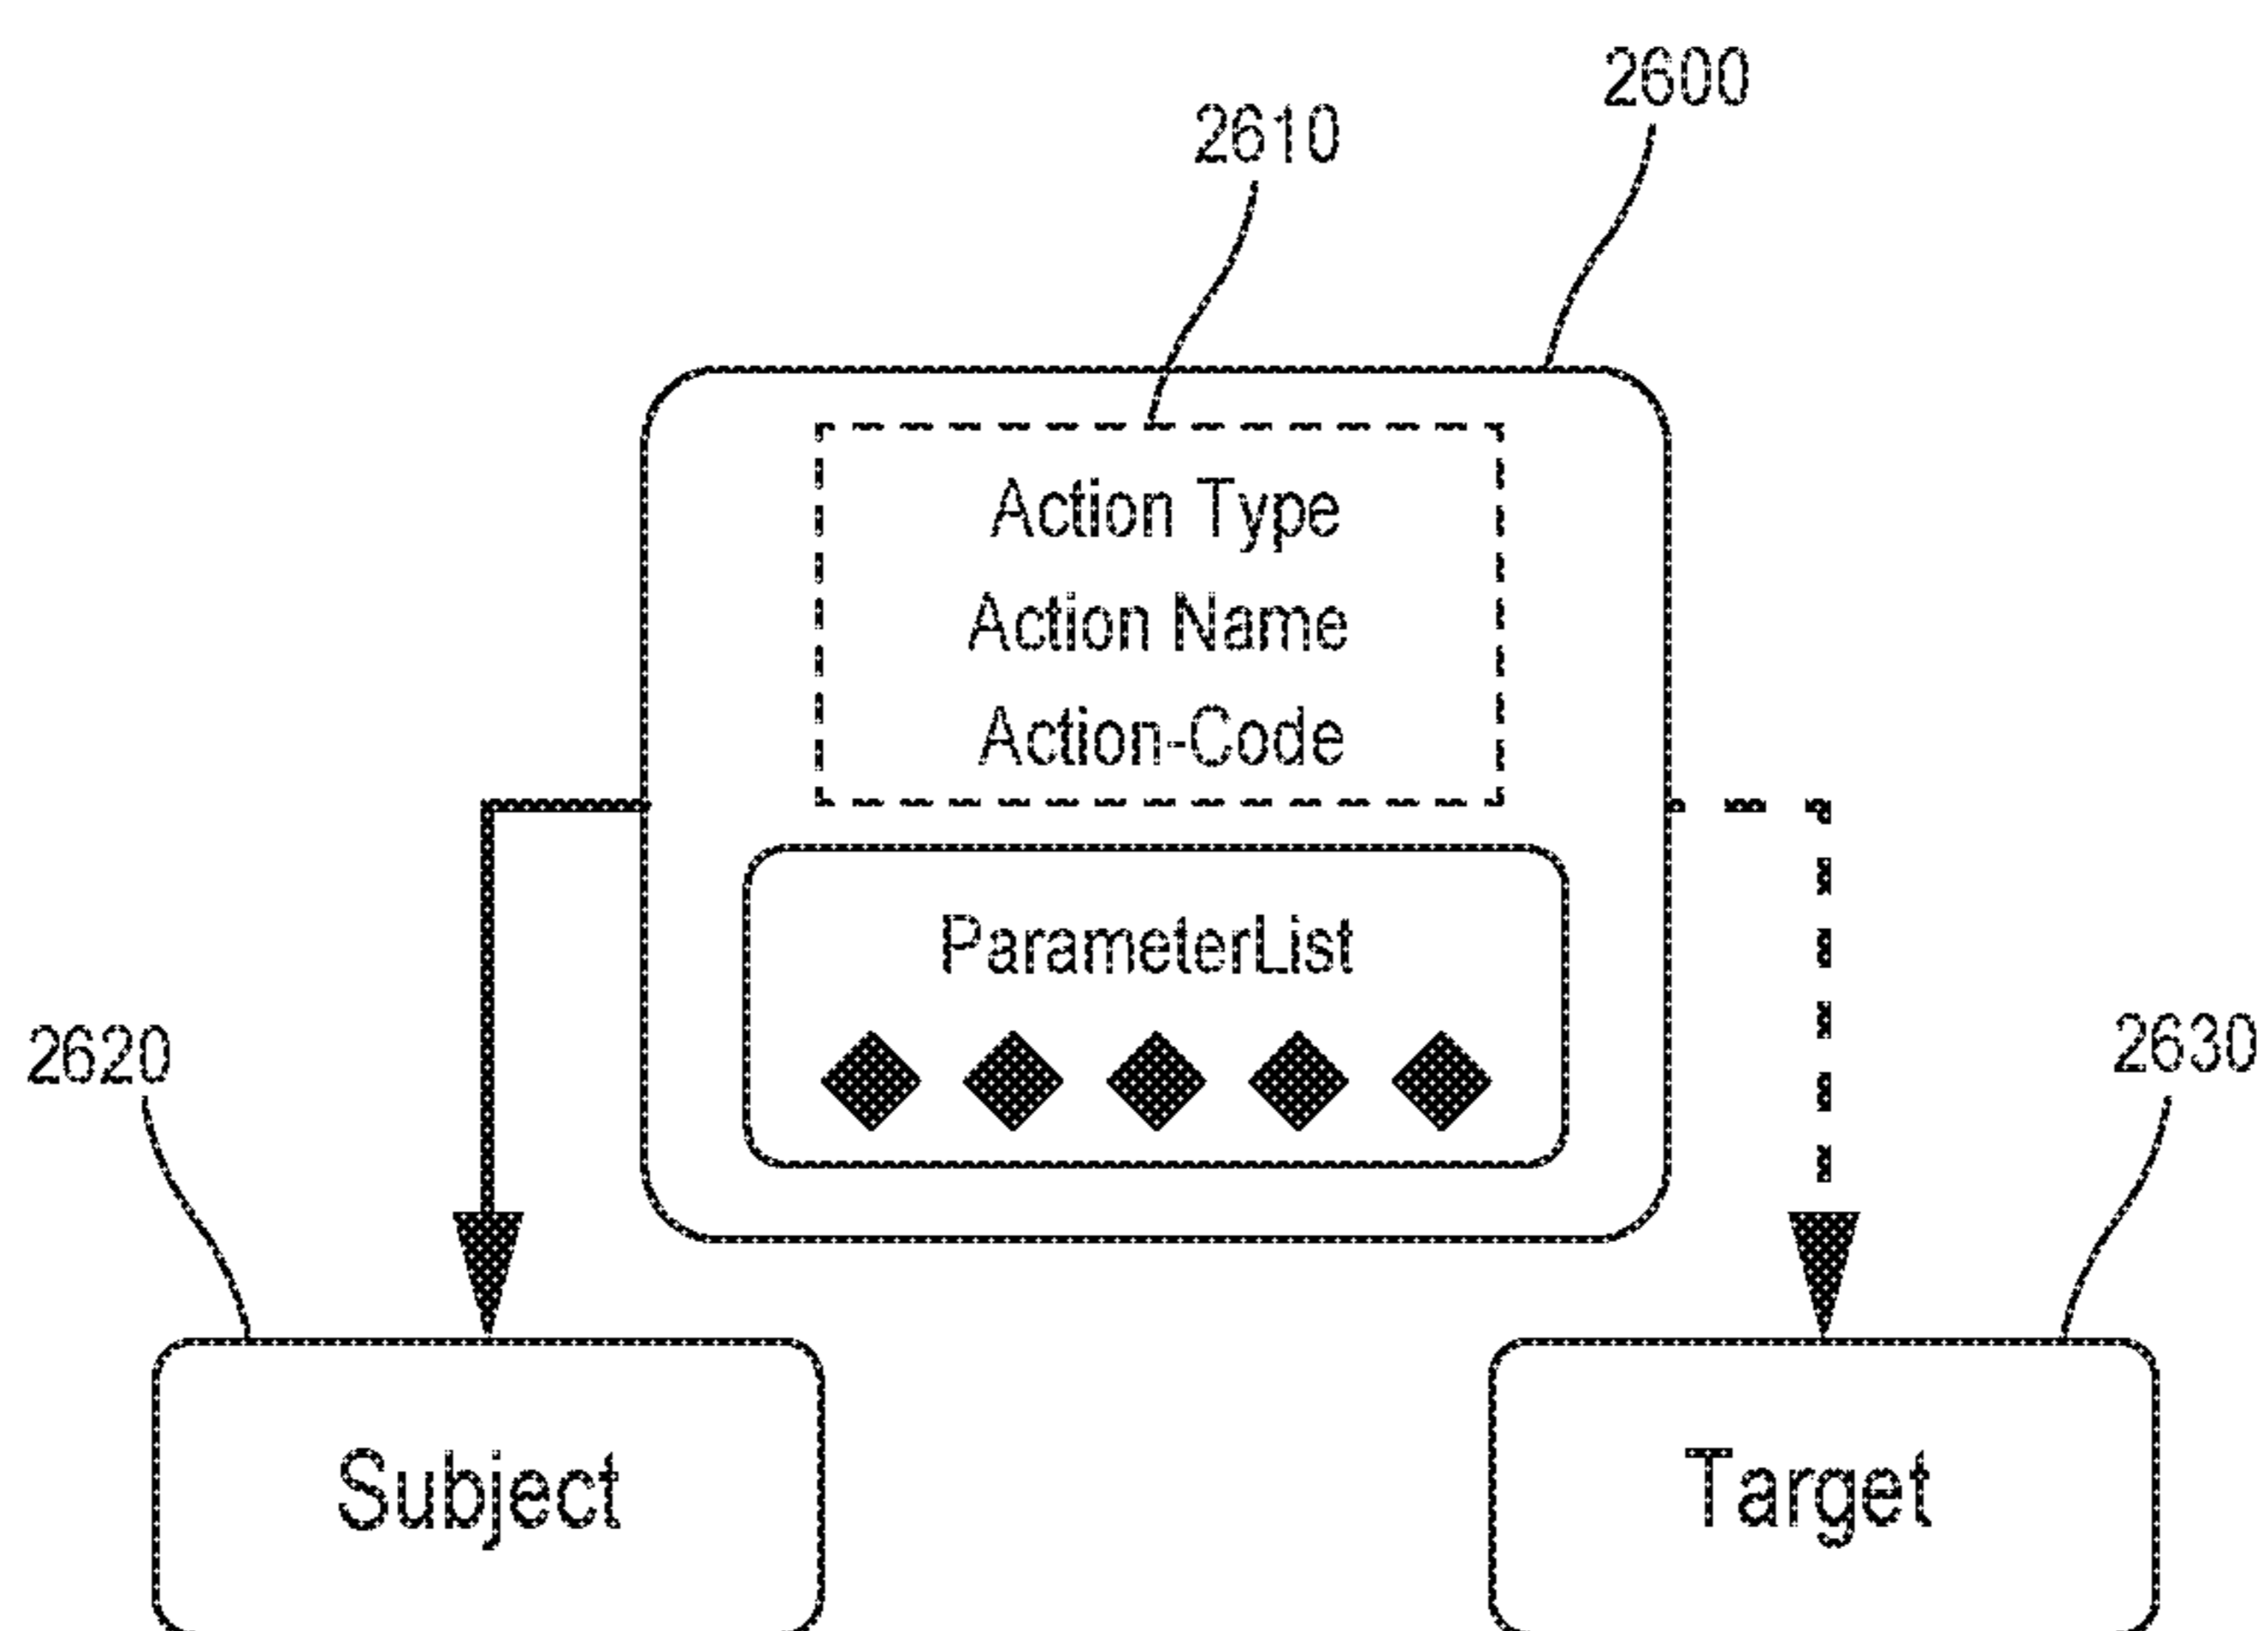 2600
2610
Action Type
Action Name
Action-Code
ParameterList
2620
2630
Subject
Target